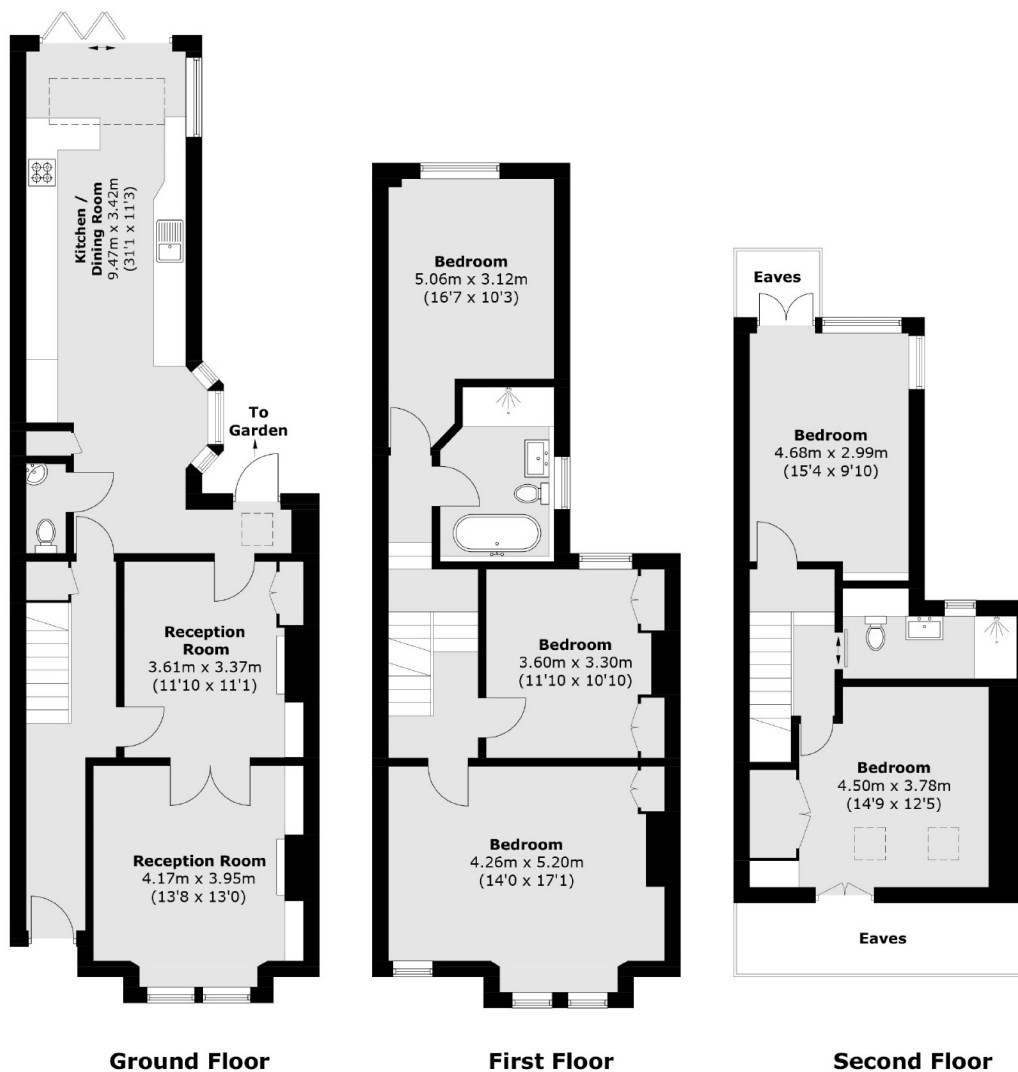 Kitchen /
Dining Room
9.47m x 3.42m
(31'1 x 11'3)
To
Garden
Reception
Room
3.61m x 3.37m
(11'10 x 11'1)
Reception Room
4.17m x 3.95m
(13'8 x 13'0)
Ground Floor
Bedroom
5.06m x 3.12m
(16'7 x 10'3)
Bedroom
3.60m x 3.30m
(11'10 x 10'10)
Bedroom
4.26m x 5.20m
(14'0 x 17'1)
First Floor
Eaves
Bedroom
4.68m x 2.99m
(15'4 x 9'10)
Bedroom
4.50m x 3.78m
(14'9 x 12'5)
Eaves
Second Floor